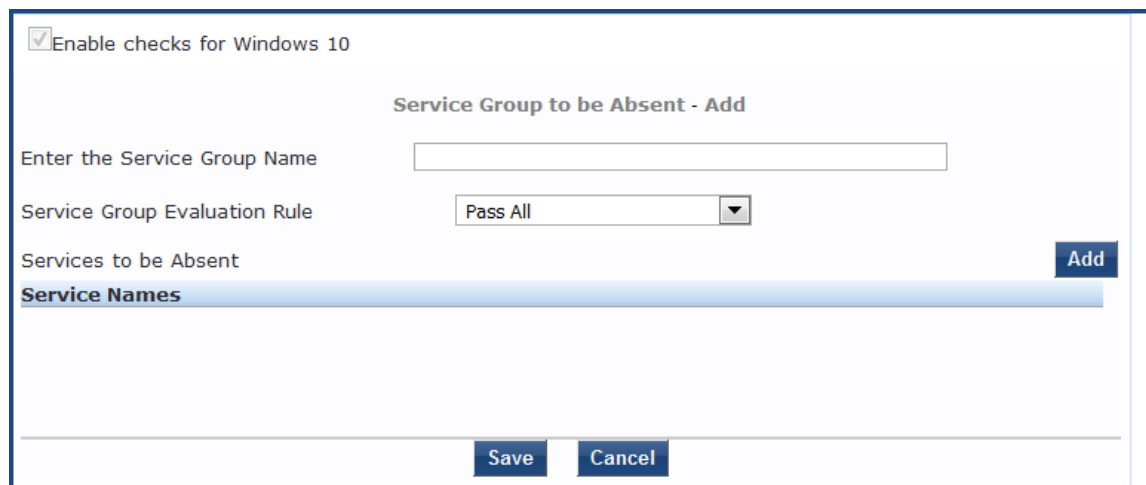 Enable checks for Windows 10
Service Group to be Absent - Add
Enter the Service Group Name
Service Group Evaluation Rule Pass All
Services to be Absent Add
Service Names
Save Cancel